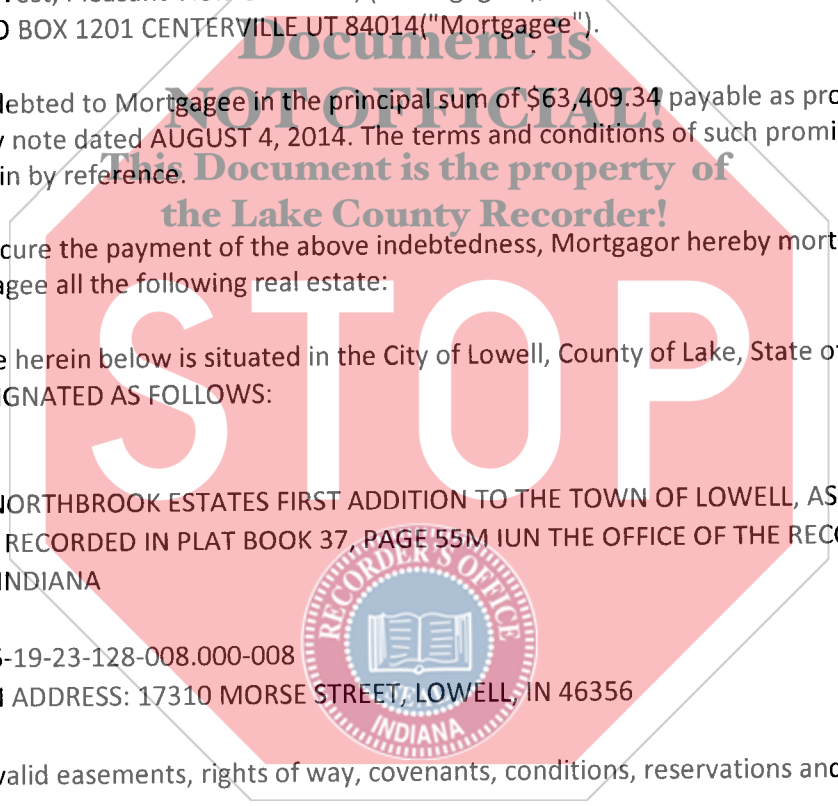 O BOX 1201 CENTERVILLE UT 84014("Mortgagee").
Document is
ebted to Mortgagee in the principal sum of $63,409.34 payable as pro
NOT OFFICIAL!
note dated AUGUST 4, 2014. The terms and conditions of such promi
This Document is the property of
in by reference.
the Lake County Recorder!
cure the payment of the above indebtedness, Mortgagor hereby mort
agee all the following real estate:
STOP
e herein below is situated in the City of Lowell, County of Lake, State of
IGNATED AS FOLLOWS:
NORTHBROOK ESTATES FIRST ADDITION TO THE TOWN OF LOWELL, AS
RECORDED IN PLAT BOOK 37, PAGE 55M IUN THE OFFICE OF THE RECO
INDIANA
RECORDER'S OFFICE
-19-23-128-008.000-008
ADDRESS: 17310 MORSE STREET, LOWELL, IN 46356
INDIANA
valid easements, rights of way, covenants, conditions, reservations and